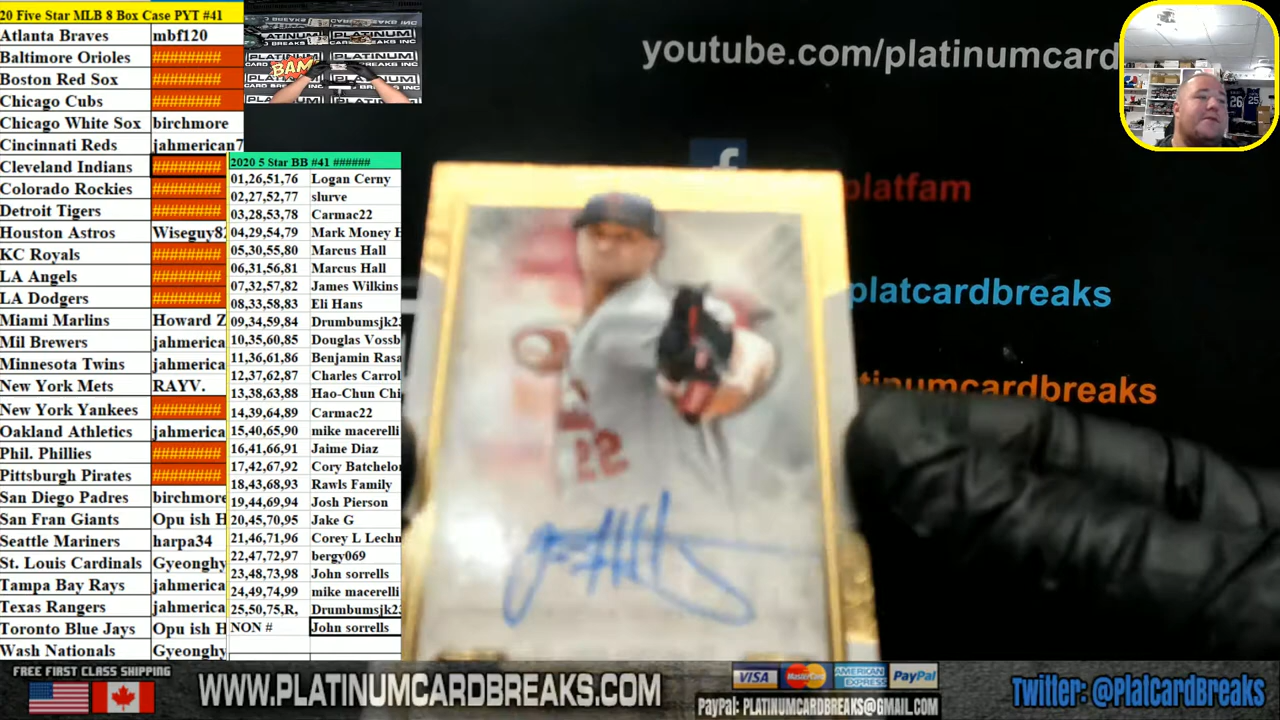 20 Five Star MLB 8 Box Case PYT #41
Atlanta Braves mbf120
Baltimore Orioles ########
Boston Red Sox ########
Chicago Cubs ########
Chicago White Sox birchmore
Cincinnati Reds jahmerican7
Cleveland Indians ########
Colorado Rockies ########
Detroit Tigers ########
Houston Astros Wiseguy82
KC Royals ########
LA Angels ########
LA Dodgers ########
Miami Marlins Howard Z
Mil Brewers jahmerica
Minnesota Twins jahmerica
New York Mets RAYV.
New York Yankees ########
Oakland Athletics jahmerica
Phil. Phillies ########
Pittsburgh Pirates ########
San Diego Padres birchmore
San Fran Giants Opu ish H
Seattle Mariners harpa34
St. Louis Cardinals Gyeonghy
Tampa Bay Rays jahmerica
Texas Rangers jahmerica
Toronto Blue Jays Opu ish H
Wash Nationals Gyeonghy
2020 5 Star BB #41 ######
01,26,51,76 Logan Cerny
02,27,52,77 slurve
03,28,53,78 Carmac22
04,29,54,79 Mark Money H
05,30,55,80 Marcus Hall
06,31,56,81 Marcus Hall
07,32,57,82 James Wilkins
08,33,58,83 Eli Hans
09,34,59,84 Drumbumsjk23
10,35,60,85 Douglas Vossb
11,36,61,86 Benjamin Rasa
12,37,62,87 Charles Carrol
13,38,63,88 Hao-Chun Chi
14,39,64,89 Carmac22
15,40,65,90 mike macerelli
16,41,66,91 Jaime Diaz
17,42,67,92 Cory Batchelor
18,43,68,93 Rawls Family
19,44,69,94 Josh Pierson
20,45,70,95 Jake G
21,46,71,96 Corey L Lechn
22,47,72,97 bergy069
23,48,73,98 John sorrells
24,49,74,99 mike macerelli
25,50,75,R, Drumbumsjk23
NON # John sorrells
BAM
PLATINUM
CARD BREAKS INC
youtube.com/platinumcard
f
platfam
platcardbreaks
tinumcardbreaks
26
25
22
FREE FIRST CLASS SHIPPING
WWW.PLATINUMCARDBREAKS.COM
VISA MasterCard AMERICAN EXPRESS PayPal
PayPal: PLATINUMCARDBREAKS@GMAIL.COM
Twitter: @PlatCardBreaks